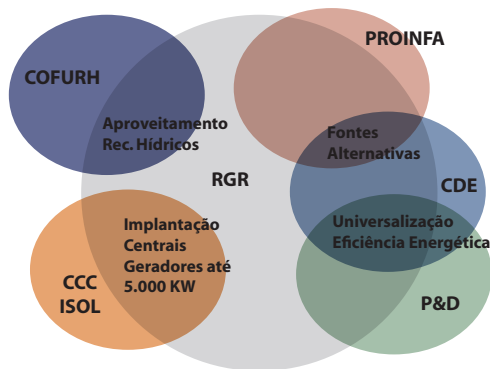 PROINFA
COFURH
Aproveitamento
Rec. Hídricos
Fontes
Alternativas
RGR
CDE
Implantação
Centrais
Geradores até
5.000 KW
Universalização
Eficiência Energética
CCC
ISOL
P&D